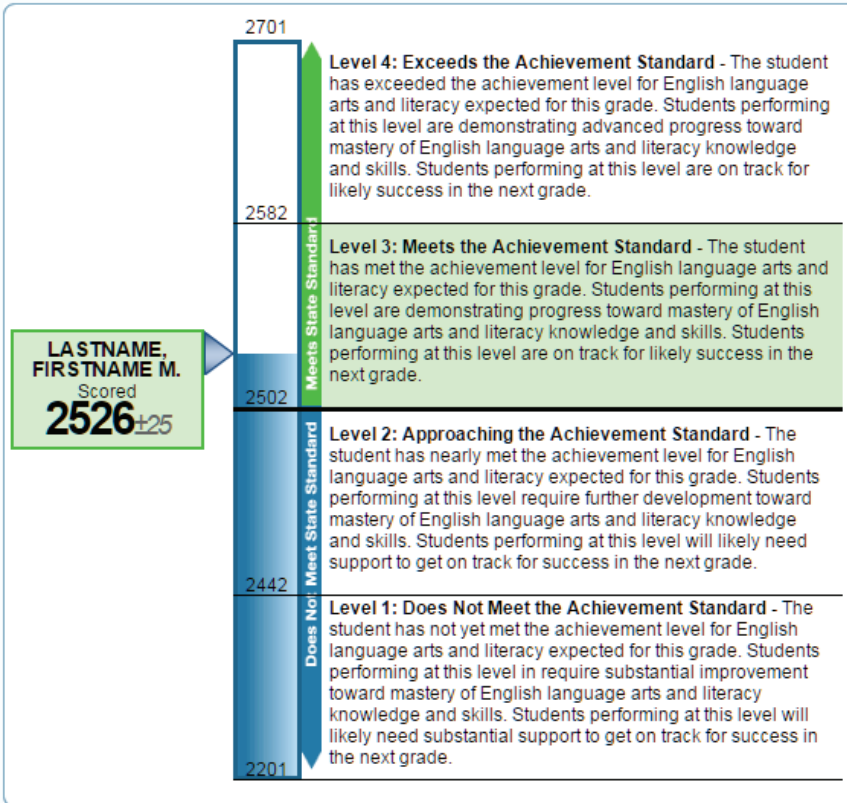 2701
Level 4: Exceeds the Achievement Standard - The student
has exceeded the achievement level for English language
arts and literacy expected for this grade. Students performing
at this level are demonstrating advanced progress toward
mastery of English language arts and literacy knowledge
and skills. Students performing at this level are on track for
likely success in the next grade.
2582
Meets State Standard
Level 3: Meets the Achievement Standard - The student
has met the achievement level for English language arts and
literacy expected for this grade. Students performing at this
level are demonstrating progress toward mastery of English
language arts and literacy knowledge and skills. Students
performing at this level are on track for likely success in the
next grade.
LASTNAME,
FIRSTNAME M.
Scored
2526±25
2502
Does Not Meet State Standard
Level 2: Approaching the Achievement Standard - The
student has nearly met the achievement level for English
language arts and literacy expected for this grade. Students
performing at this level require further development toward
mastery of English language arts and literacy knowledge
and skills. Students performing at this level will likely need
support to get on track for success in the next grade.
2442
Level 1: Does Not Meet the Achievement Standard - The
student has not yet met the achievement level for English
language arts and literacy expected for this grade. Students
performing at this level in require substantial improvement
toward mastery of English language arts and literacy
knowledge and skills. Students performing at this level will
likely need substantial support to get on track for success in
the next grade.
2201